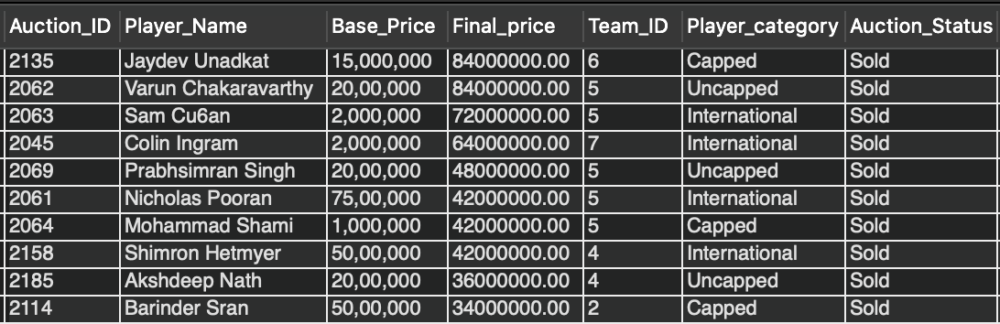 Auction_ID Player_Name Base_Price Final_price Team_ID Player_category Auction_Status
2135 Jaydev Unadkat 15,000,000 84000000.00 6 Capped Sold
2062 Varun Chakaravarthy 20,00,000 84000000.00 5 Uncapped Sold
2063 Sam Cu6an 2,000,000 72000000.00 5 International Sold
2045 Colin Ingram 2,000,000 64000000.00 7 International Sold
2069 Prabhsimran Singh 20,00,000 48000000.00 5 Uncapped Sold
2061 Nicholas Pooran 75,00,000 42000000.00 5 International Sold
2064 Mohammad Shami 1,000,000 42000000.00 5 Capped Sold
2158 Shimron Hetmyer 50,00,000 42000000.00 4 International Sold
2185 Akshdeep Nath 20,00,000 36000000.00 4 Uncapped Sold
2114 Barinder Sran 50,00,000 34000000.00 2 Capped Sold